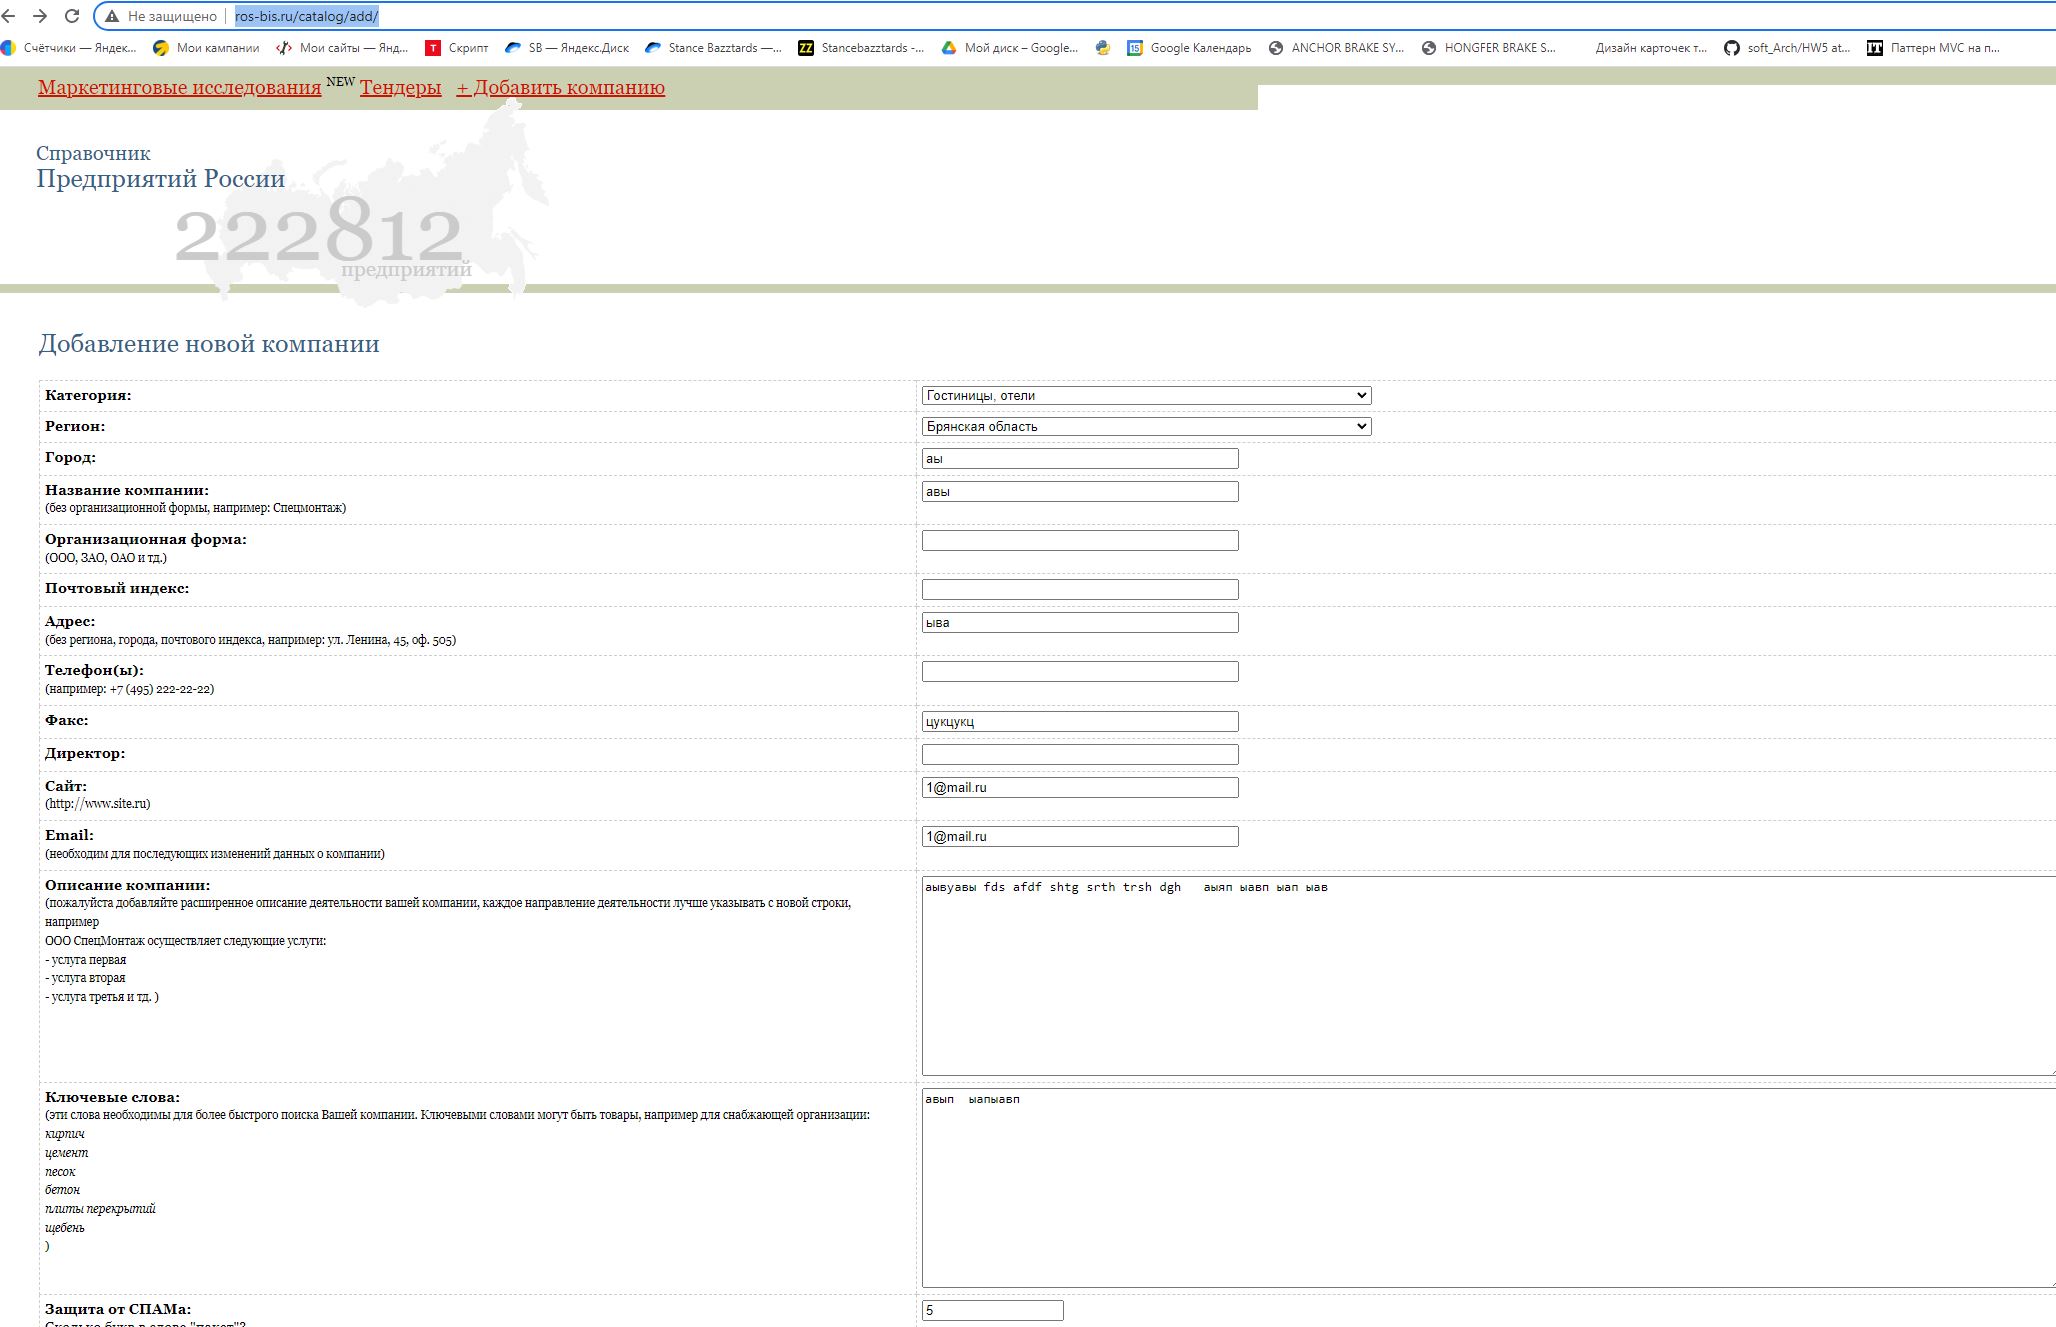 Не защищено ros-bis.ru/catalog/add/
Счётчики — Яндек... Мои кампании Мои сайты — Янд... Скрипт SB — Яндекс.Диск Stance Bazztards —... Stancebazztards -... Мой диск – Google... Google Календарь ANCHOR BRAKE SY... HONGFER BRAKE S... Дизайн карточек т... soft_Arch/HW5 at... Паттерн MVC на п...
Маркетинговые исследования NEW Тендеры + Добавить компанию
Справочник
Предприятий России
222812
предприятий
Добавление новой компании
Категория: Гостиницы, отели
Регион: Брянская область
Город: аы
Название компании: авы
(без организационной формы, например: Спецмонтаж)
Организационная форма:
(ООО, ЗАО, ОАО и тд.)
Почтовый индекс:
Адрес: ыва
(без региона, города, почтового индекса, например: ул. Ленина, 45, оф. 505)
Телефон(ы):
(например: +7 (495) 222-22-22)
Факс: цукцукц
Директор:
Сайт: 1@mail.ru
(http://www.site.ru)
Email: 1@mail.ru
(необходим для последующих изменений данных о компании)
Описание компании: аывуавы fds afdf shtg srth trsh dgh аыяп ыавп ыап ыав
(пожалуйста добавляйте расширенное описание деятельности вашей компании, каждое направление деятельности лучше указывать с новой строки,
например
ООО СпецМонтаж осуществляет следующие услуги:
- услуга первая
- услуга вторая
- услуга третья и тд. )
Ключевые слова: авып ыапыавп
(эти слова необходимы для более быстрого поиска Вашей компании. Ключевыми словами могут быть товары, например для снабжающей организации:
кирпич
цемент
песок
бетон
плиты перекрытий
щебень
)
Защита от СПАМа: 5
Сколько букв в слове "пакет"?